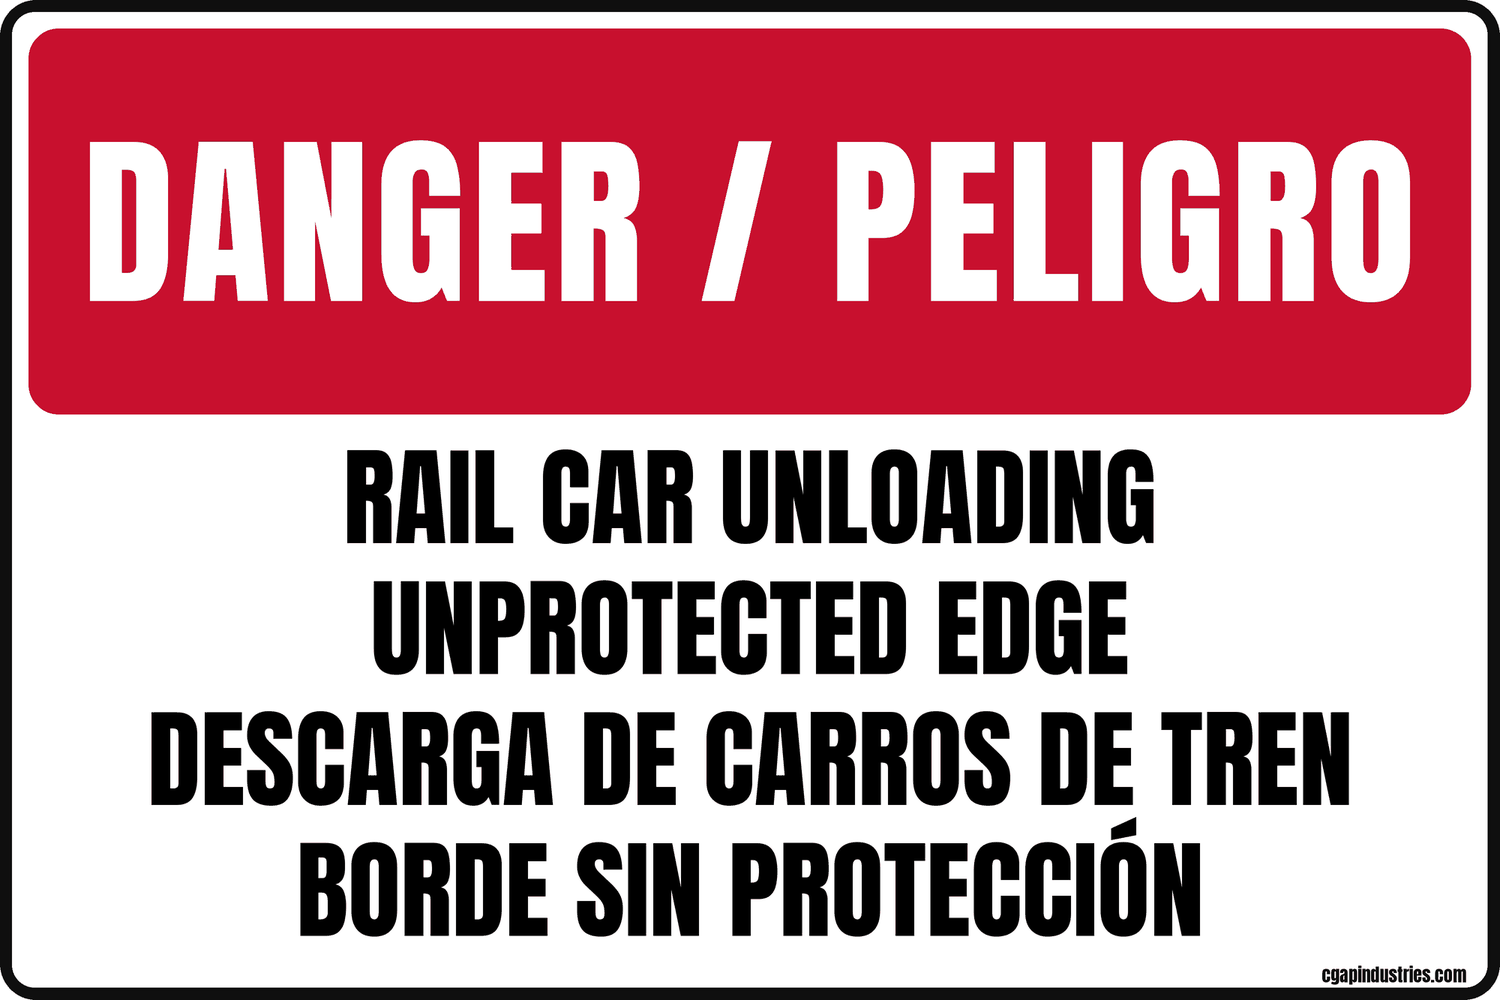 DANGER / PELIGRO
RAIL CAR UNLOADING
UNPROTECTED EDGE
DESCARGA DE CARROS DE TREN
BORDE SIN PROTECCIÓN
cgapindustries.com